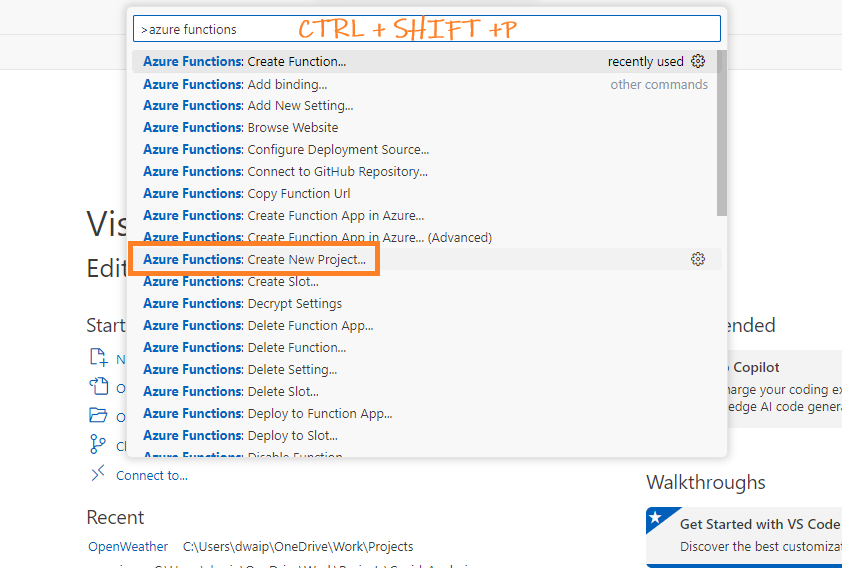 >azure functions CTRL + SHIFT +P
Azure Functions: Create Function... recently used
Azure Functions: Add binding... other commands
Azure Functions: Add New Setting...
Azure Functions: Browse Website
Azure Functions: Configure Deployment Source...
Azure Functions: Connect to GitHub Repository...
Azure Functions: Copy Function Url
Azure Functions: Create Function App in Azure...
Azure Functions: Create Function App in Azure... (Advanced)
Azure Functions: Create New Project...
Azure Functions: Create Slot...
Azure Functions: Decrypt Settings
Azure Functions: Delete Function App...
Azure Functions: Delete Function...
Azure Functions: Delete Setting...
Azure Functions: Delete Slot...
Azure Functions: Deploy to Function App...
Azure Functions: Deploy to Slot...
Azure Functions: Disable Function
Vis
Edit
Start
N
O
O
Cl
Connect to...
Recent
OpenWeather C:\Users\dwaip\OneDrive\Work\Projects
ended
Copilot
harge your coding ex
edge AI code genera
Walkthroughs
Get Started with VS Code
Discover the best customizat